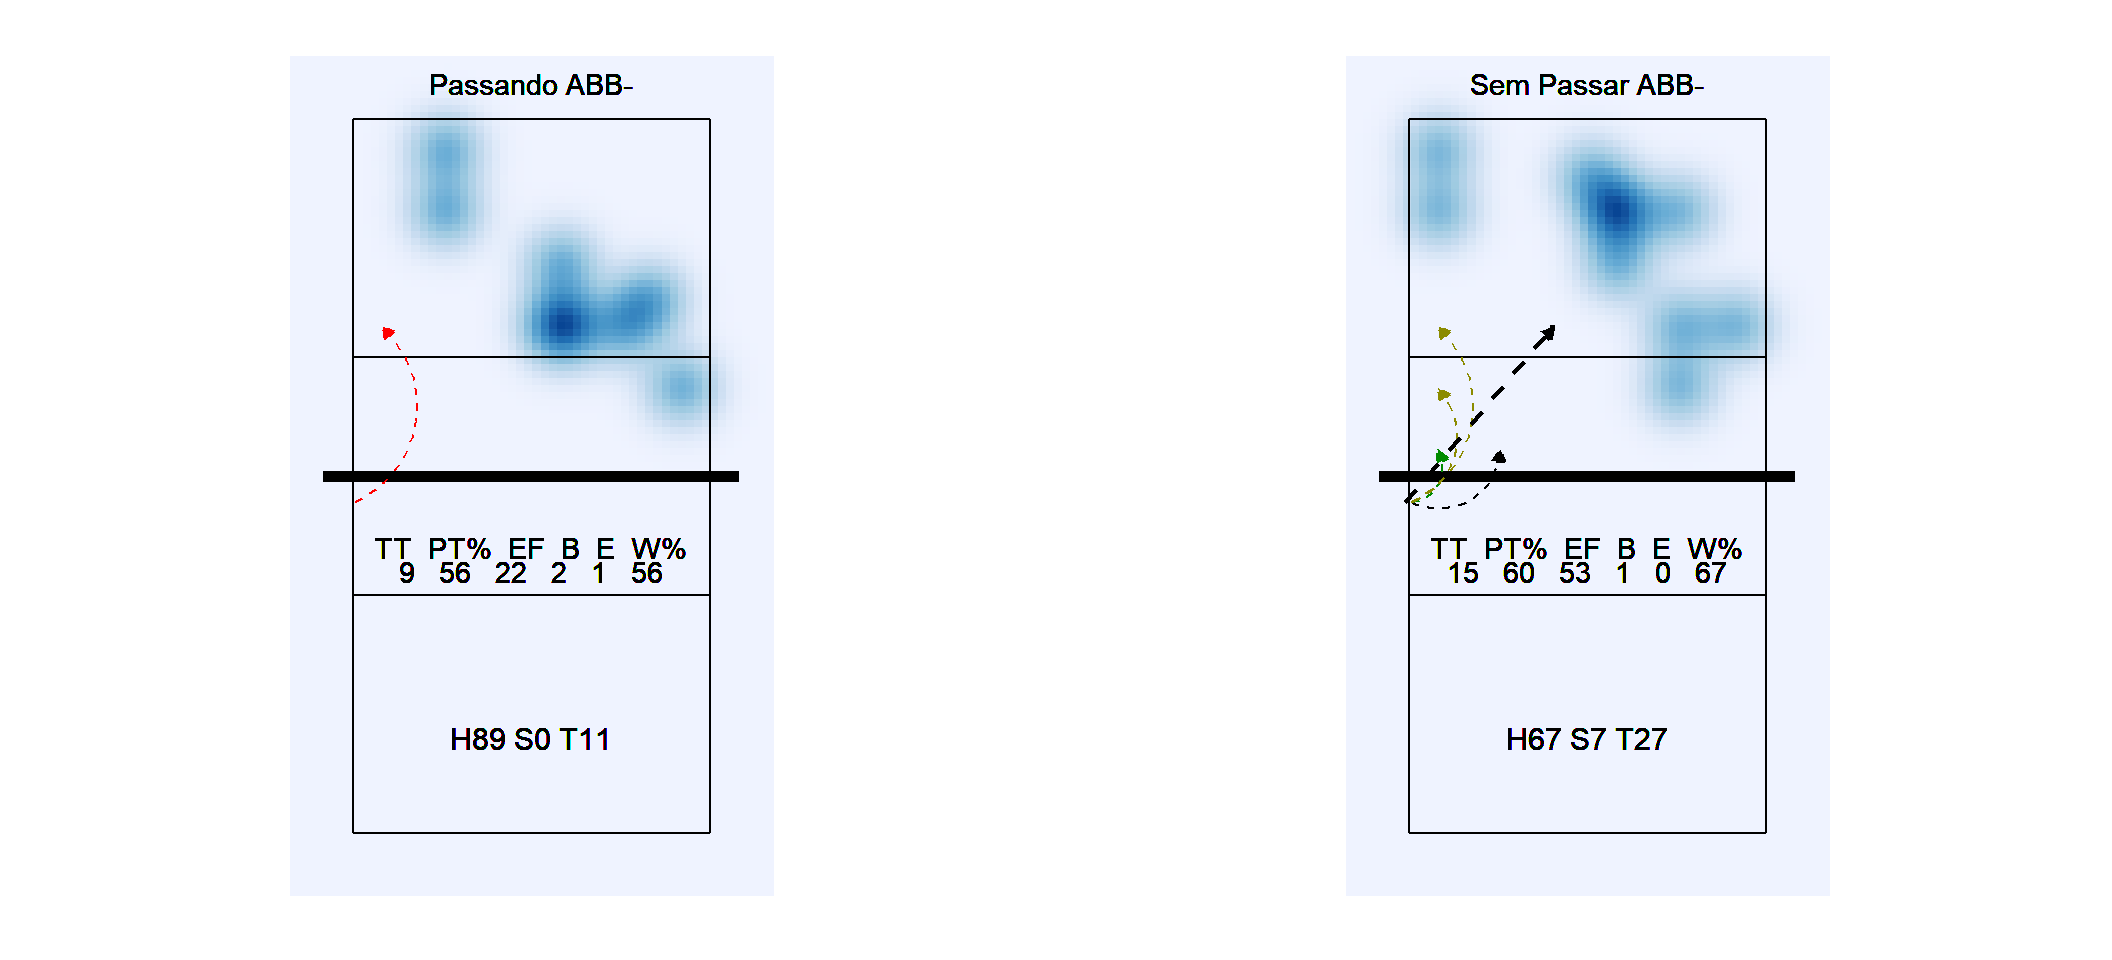 Passando ABB-
TT PT% EF B E W%
9 56 22 2 1 56
H89 S0 T11
Sem Passar ABB-
TT PT% EF B E W%
15 60 53 1 0 67
H67 S7 T27